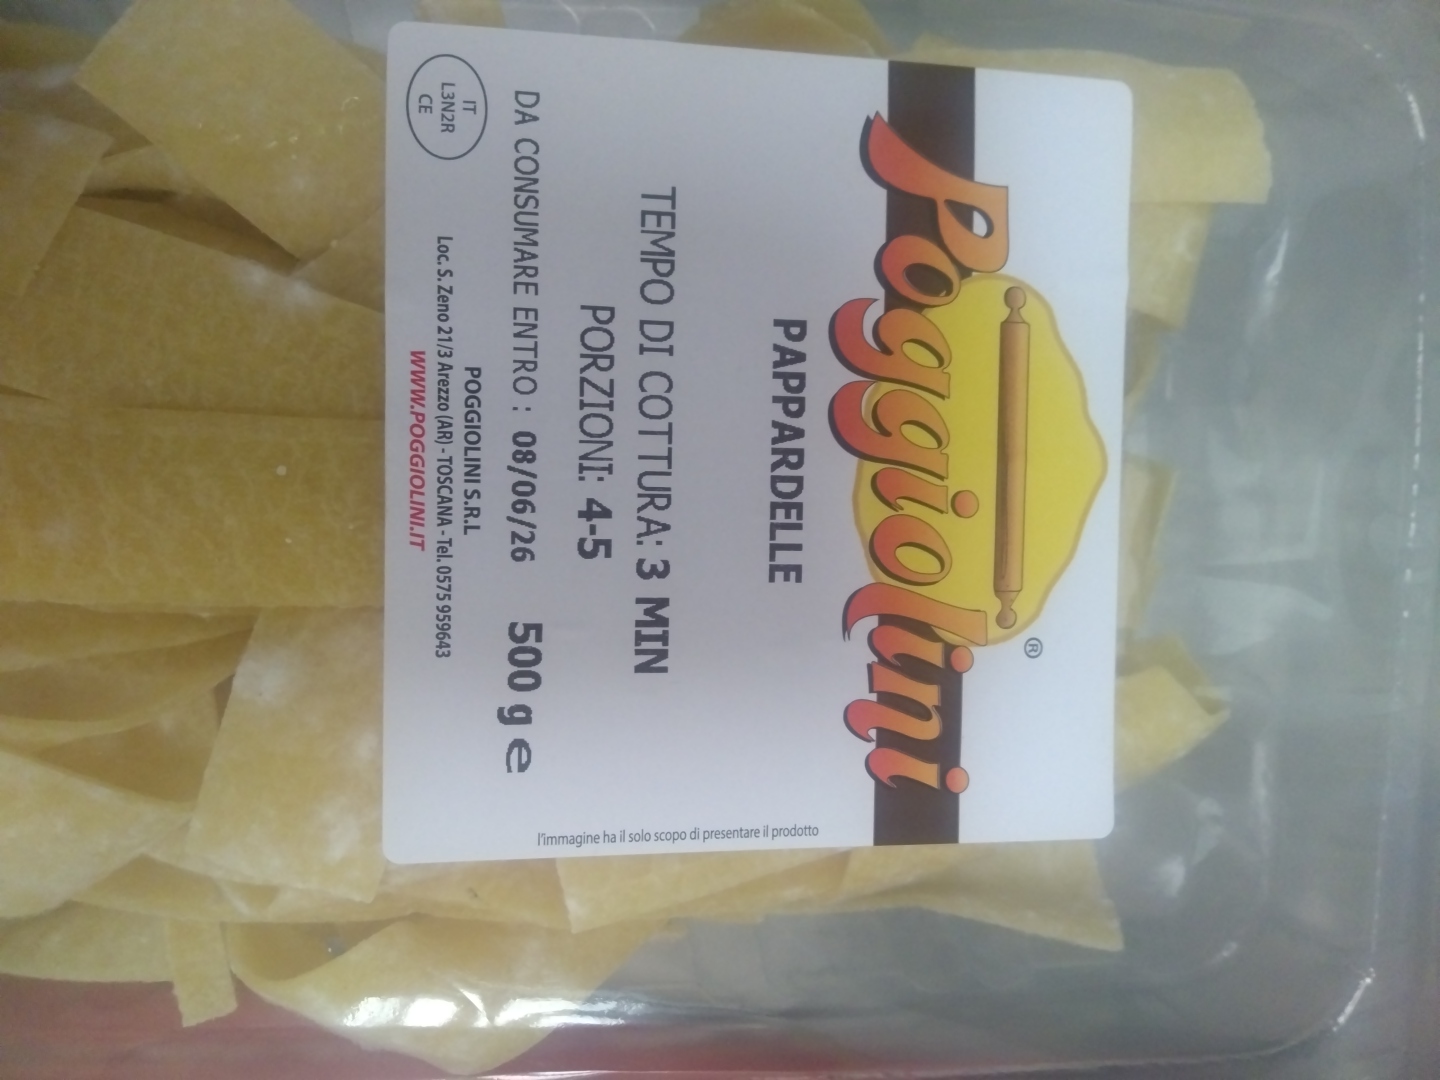 Poggiolini ®
PAPPARDELLE
TEMPO DI COTTURA: 3 MIN
PORZIONI: 4-5
DA CONSUMARE ENTRO : 08/06/26 500 g e
IT
L3N2R
CE
POGGIOLINI S.R.L
Loc. S. Zeno 21/3 Arezzo (AR) - TOSCANA - Tel. 0575 959643
WWW.POGGIOLINI.IT
l'immagine ha il solo scopo di presentare il prodotto